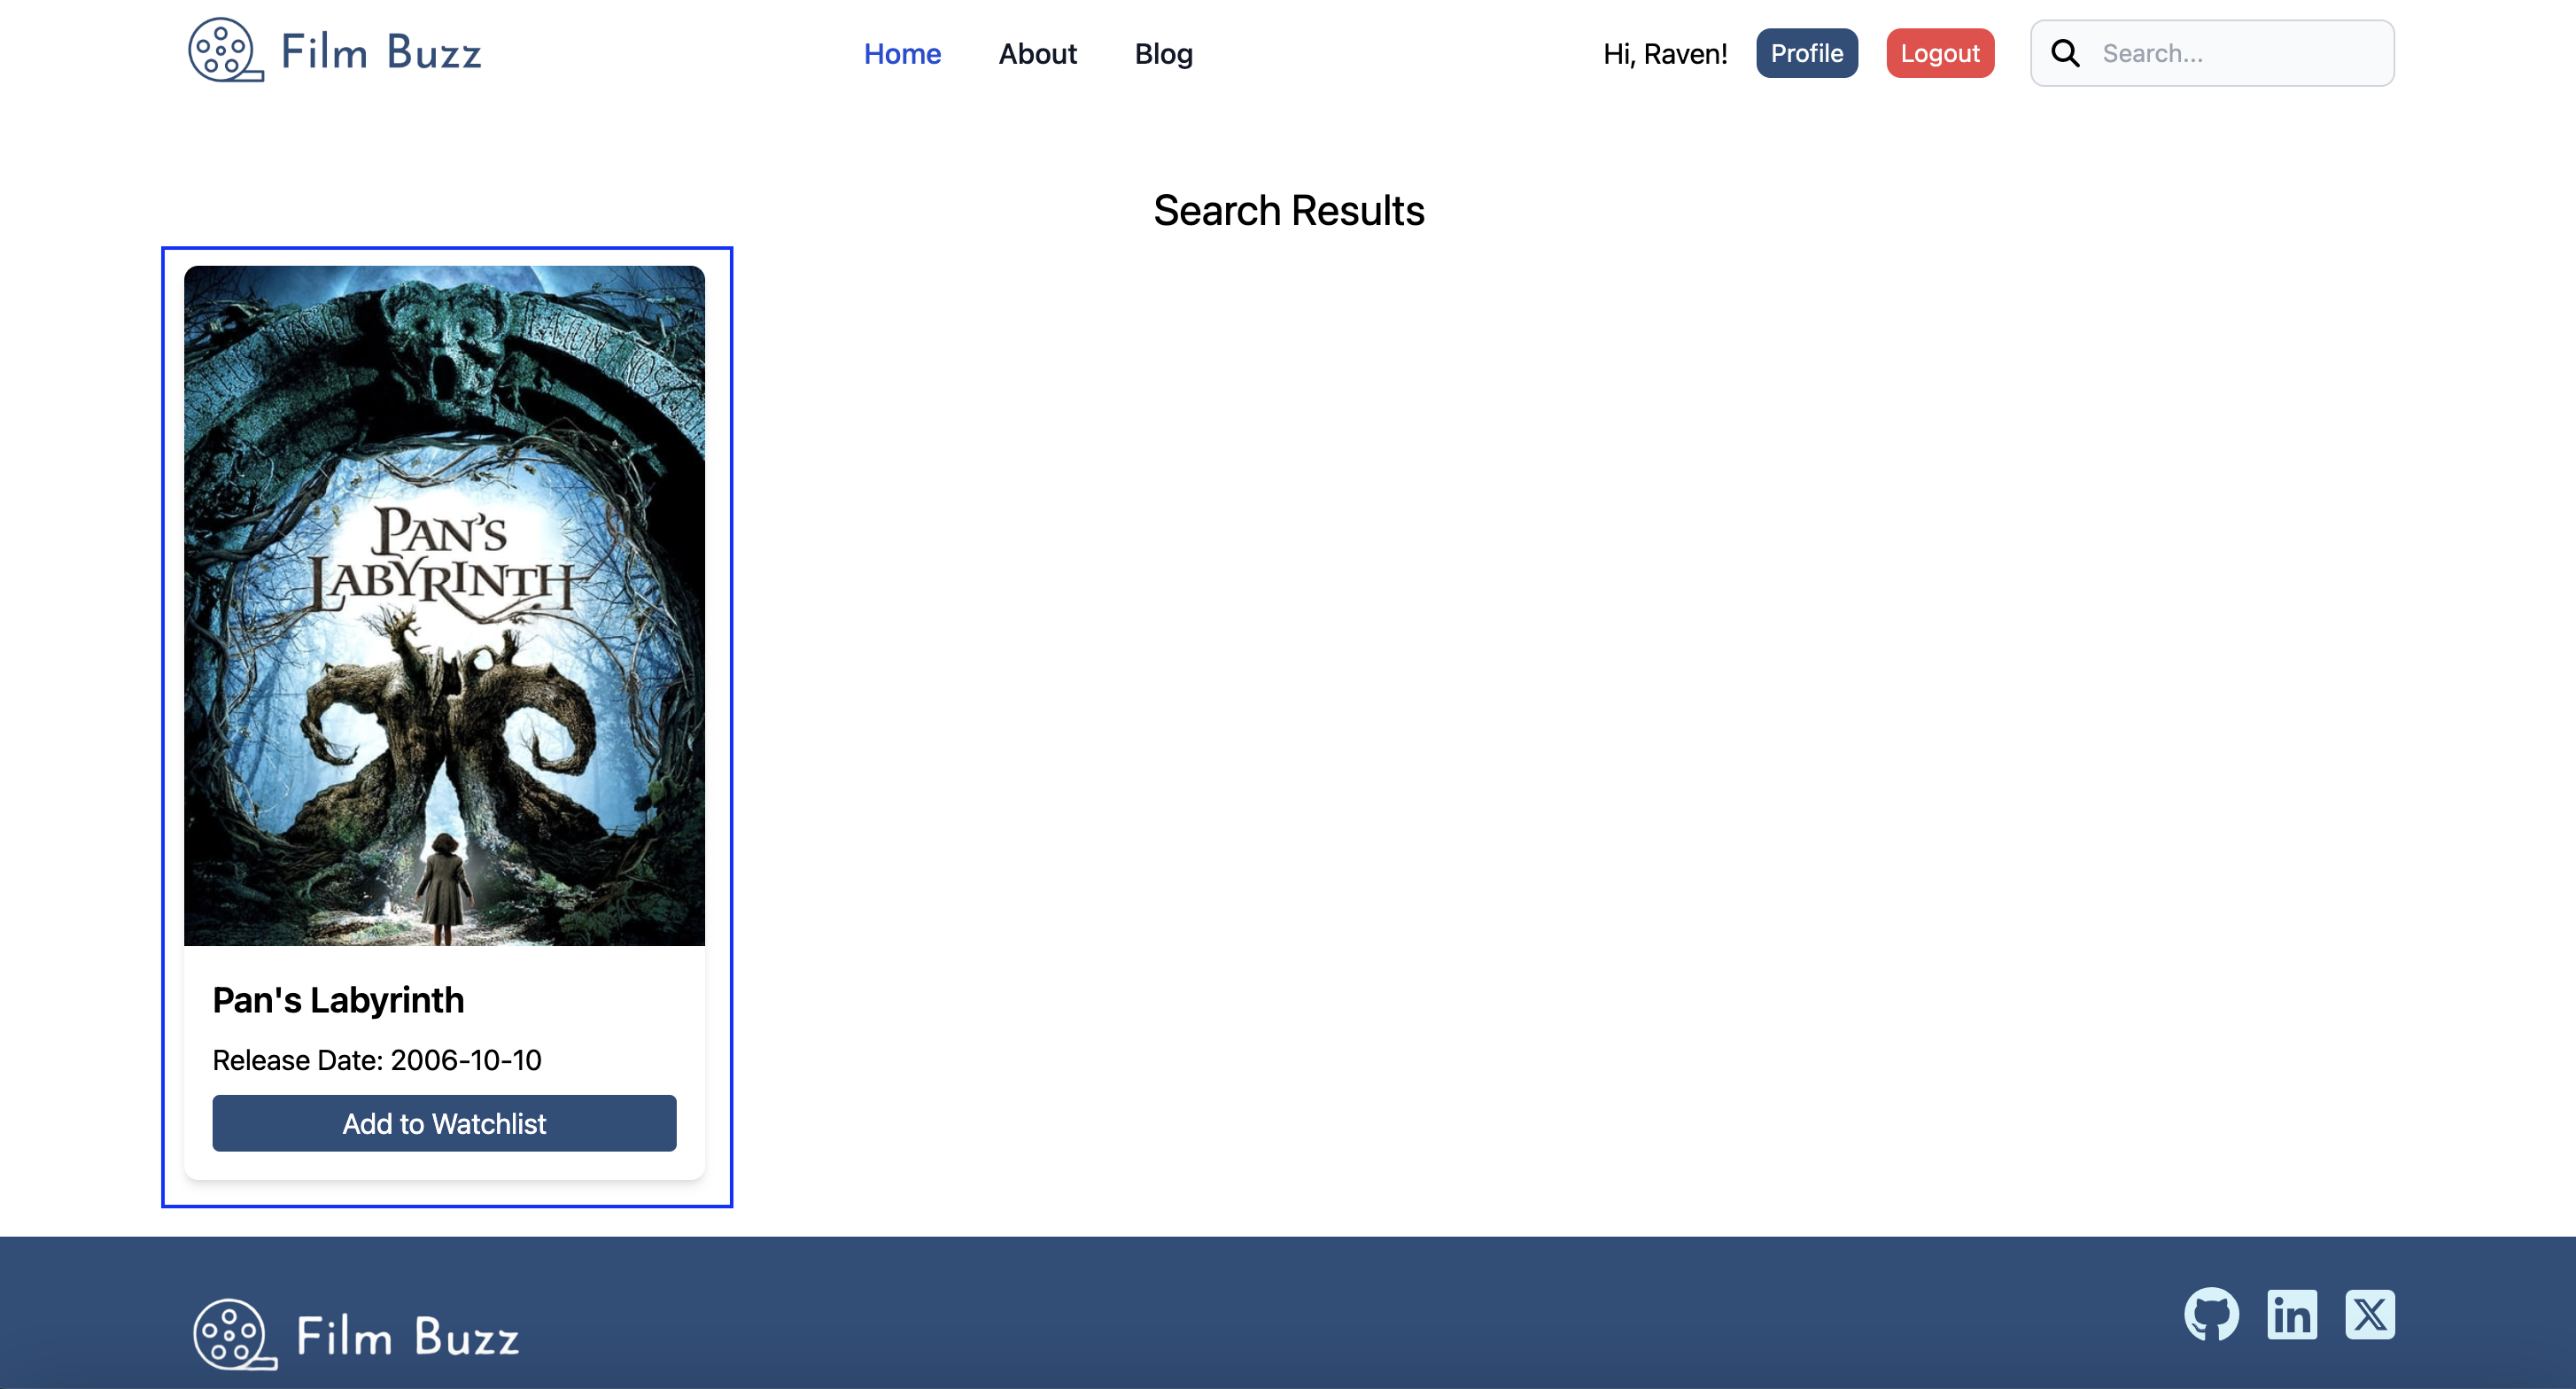 Film Buzz
Home About Blog
Hi, Raven! Profile Logout Search...
Search Results
PAN'S
LABYRINTH
Pan's Labyrinth
Release Date: 2006-10-10
Add to Watchlist
Film Buzz
in X